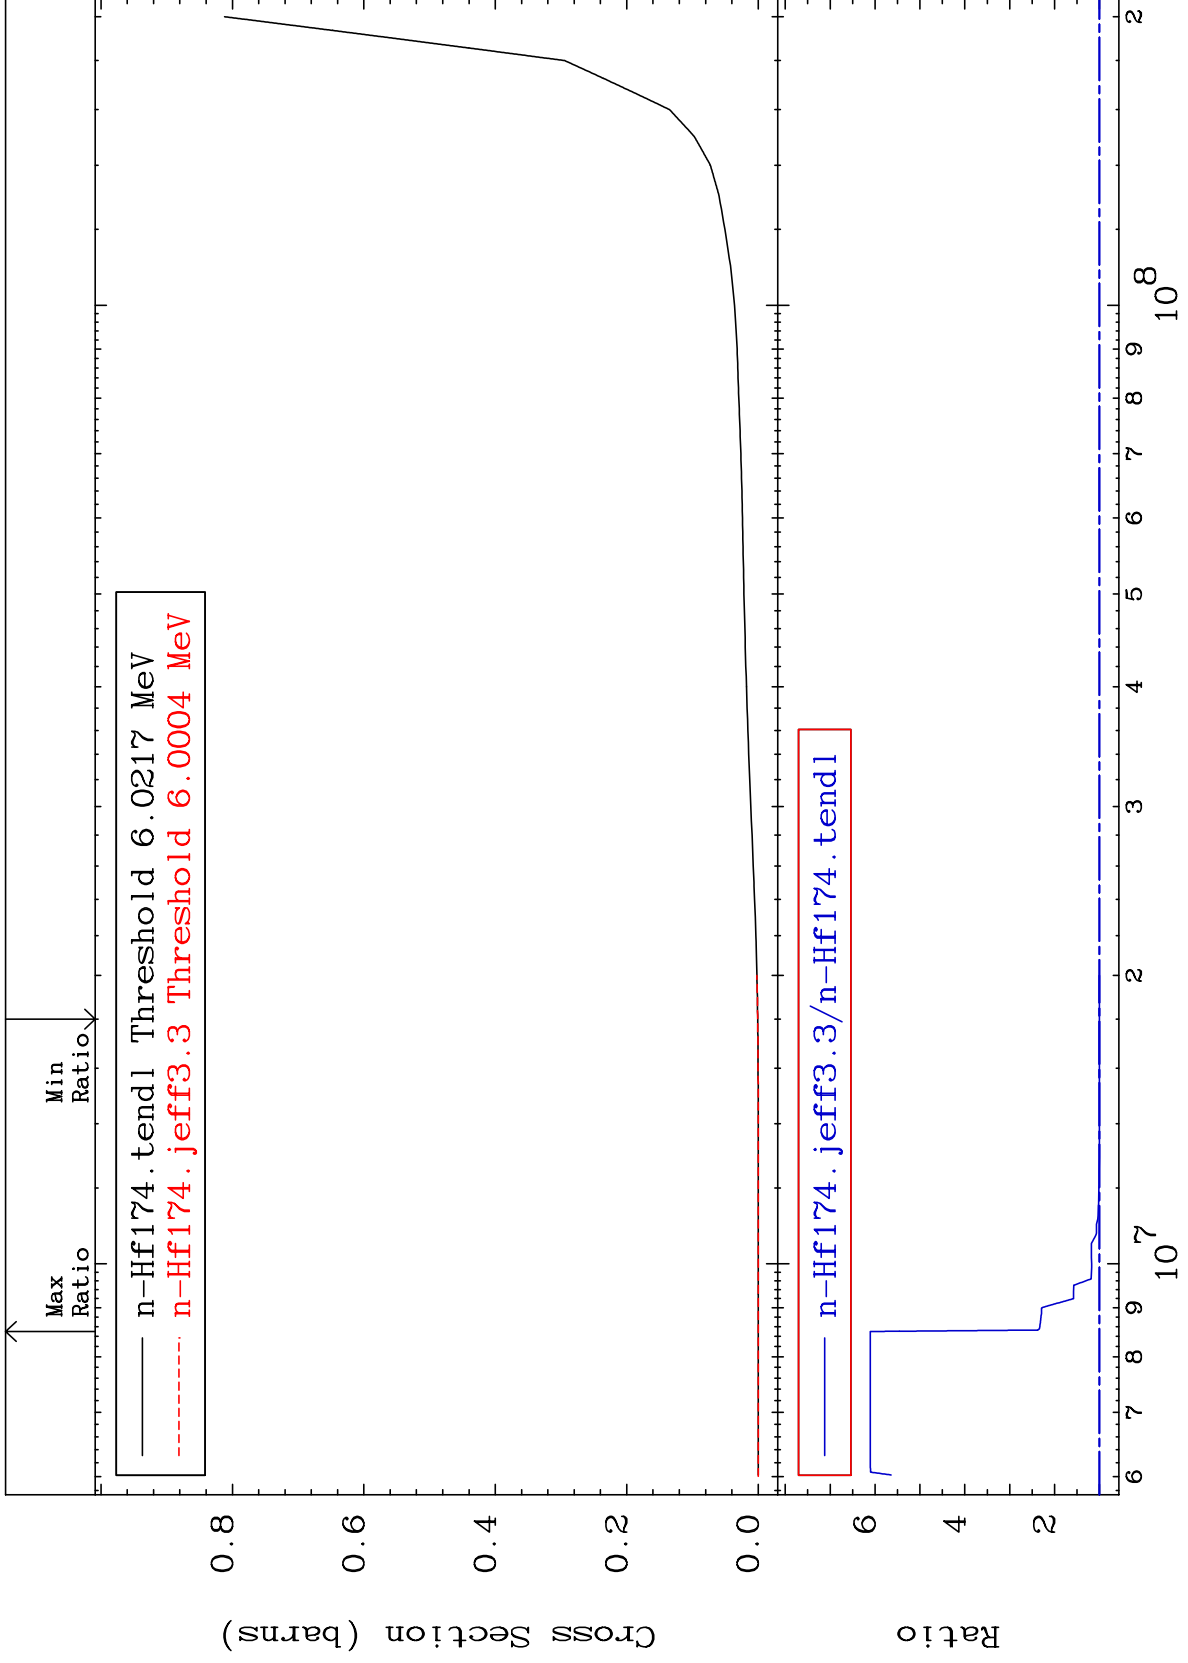 Max
Ratio
Min
Ratio
n-Hf174.tendl Threshold 6.0217 MeV
n-Hf174.jeff3.3 Threshold 6.0004 MeV
Cross Section (barns)
0.8
0.6
0.4
0.2
0.0
n-Hf174.jeff3.3/n-Hf174.tendl
Ratio
6
4
2
6 7 8 9 2 3 4 5 6 7 8 9 2
10 7 10 8